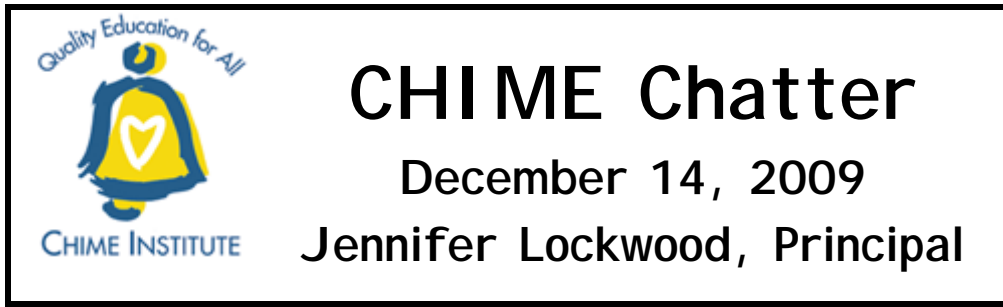 Quality Education for All
CHIME INSTITUTE
CHIME Chatter
December 14, 2009
Jennifer Lockwood, Principal